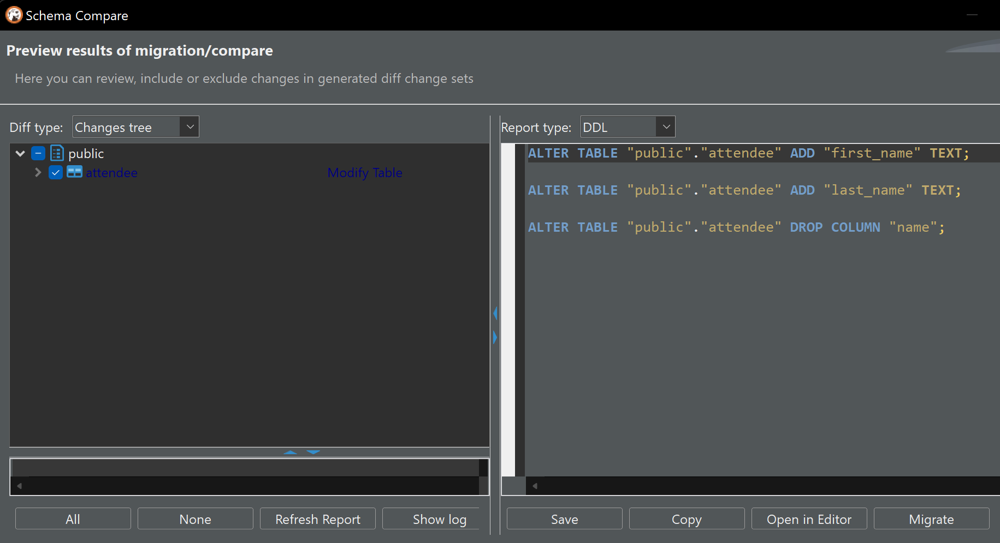 Schema Compare
Preview results of migration/compare
Here you can review, include or exclude changes in generated diff change sets
Diff type: Changes tree
public
attendee Modify Table
Report type: DDL
ALTER TABLE "public"."attendee" ADD "first_name" TEXT;
ALTER TABLE "public"."attendee" ADD "last_name" TEXT;
ALTER TABLE "public"."attendee" DROP COLUMN "name";
All None Refresh Report Show log Save Copy Open in Editor Migrate